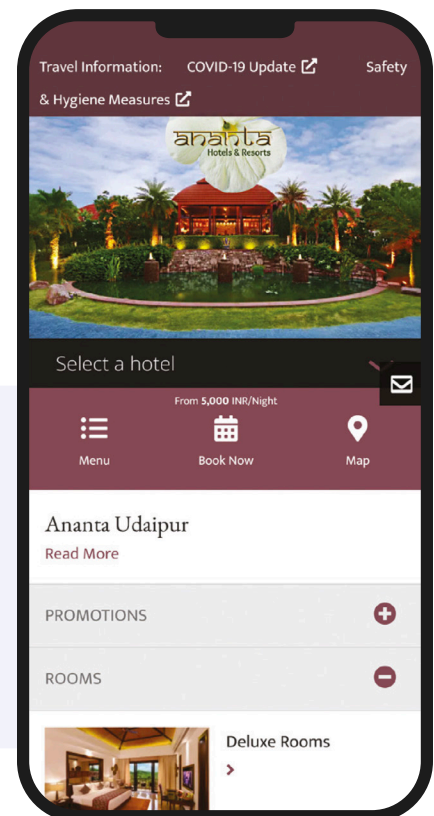 Travel Information: COVID-19 Update Safety
& Hygiene Measures
ananta
Hotels & Resorts
Select a hotel
From 5,000 INR/Night
Menu Book Now Map
Ananta Udaipur
Read More
PROMOTIONS
ROOMS
Deluxe Rooms